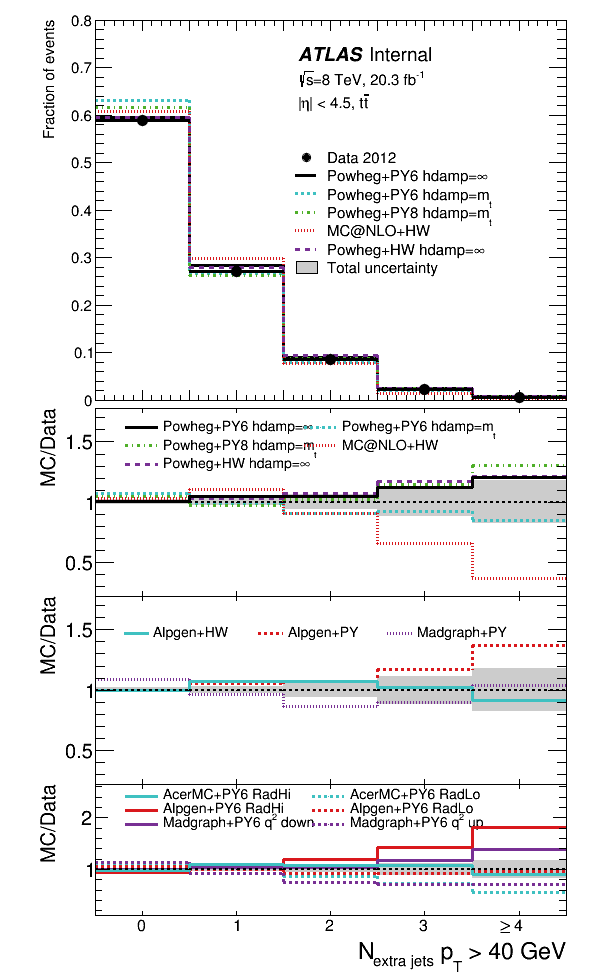 Fraction of events
0.8
0.7
0.6
0.5
0.4
0.3
0.2
0.1
0
ATLAS Internal
√s=8 TeV, 20.3 fb⁻¹
|η| < 4.5, tt̅
Data 2012
Powheg+PY6 hdamp=∞
Powheg+PY6 hdamp=m_t
Powheg+PY8 hdamp=m_t
MC@NLO+HW
Powheg+HW hdamp=∞
Total uncertainty
MC/Data
1.5
1
0.5
Powheg+PY6 hdamp=∞ Powheg+PY6 hdamp=m_t
Powheg+PY8 hdamp=m_t MC@NLO+HW
Powheg+HW hdamp=∞
MC/Data
1.5
1
0.5
Alpgen+HW Alpgen+PY Madgraph+PY
MC/Data
2
1
AcerMC+PY6 RadHi AcerMC+PY6 RadLo
Alpgen+PY6 RadHi Alpgen+PY6 RadLo
Madgraph+PY6 q² down Madgraph+PY6 q² up
0 1 2 3 ≥4
N_extra jets p_T > 40 GeV